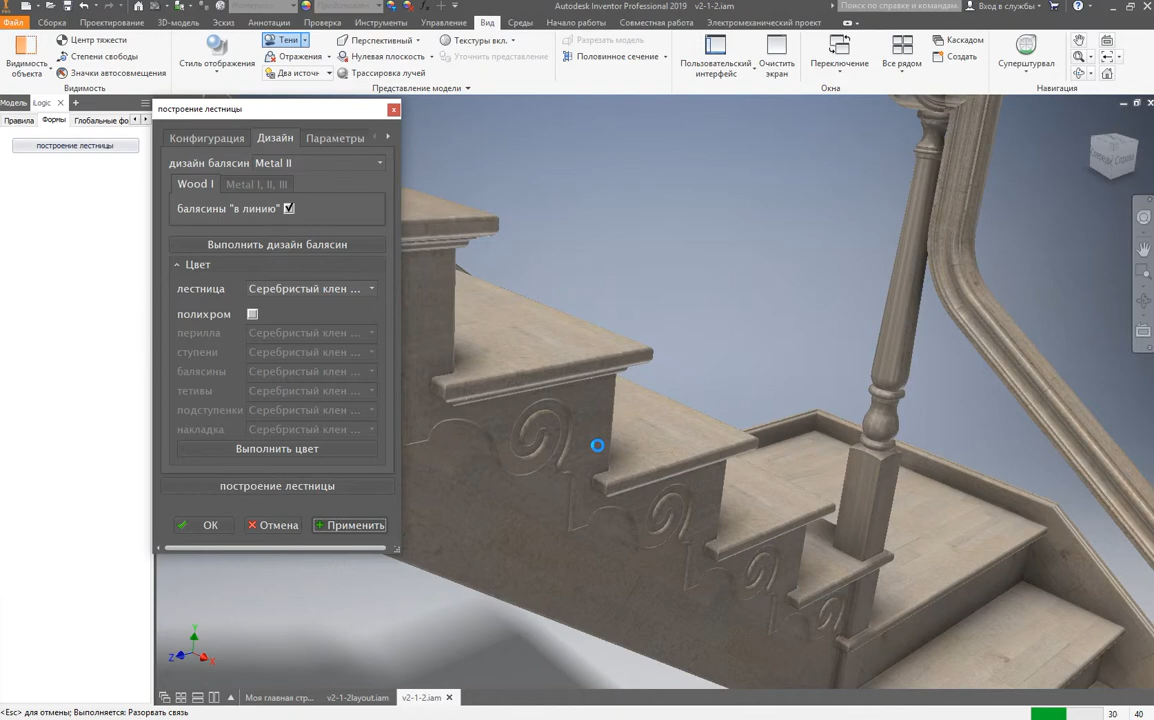 PRO
Autodesk Inventor Professional 2019 v2-1-2.iam
Поиск по справке и командам.
Вход в службы
Файл Сборка Проектирование 3D-модель Эскиз Аннотации Проверка Инструменты Управление Вид Среды Начало работы Совместная работа Электромеханический проект
Видимость объекта
Центр тяжести
Степени свободы
Значки автосовмещения
Видимость
Стиль отображения
Тени
Отражения
Два источ
Перспективный
Нулевая плоскость
Трассировка лучей
Текстуры вкл.
Уточнить представление
Представление модели
Разрезать модель
Половинное сечение
Пользовательский интерфейс
Очистить экран
Переключение
Все рядом
Каскадом
Создать
Окна
Суперштурвал
Навигация
Модель iLogic
Правила Формы Глобальные фо
построение лестницы
построение лестницы
Конфигурация Дизайн Параметры
дизайн балясин Metal II
Wood I Metal I, II, III
балясины "в линию"
Выполнить дизайн балясин
Цвет
лестница Серебристый клен ...
полихром
перилла Серебристый клен ...
ступени Серебристый клен ...
балясины Серебристый клен ...
тетивы Серебристый клен ...
подступенки Серебристый клен ...
накладка Серебристый клен ...
Выполнить цвет
построение лестницы
OK Отмена Применить
Y
Z X
Моя главная стр... v2-1-2layout.iam v2-1-2.iam
<Esc> для отмены; Выполняется: Разорвать связь
30 40